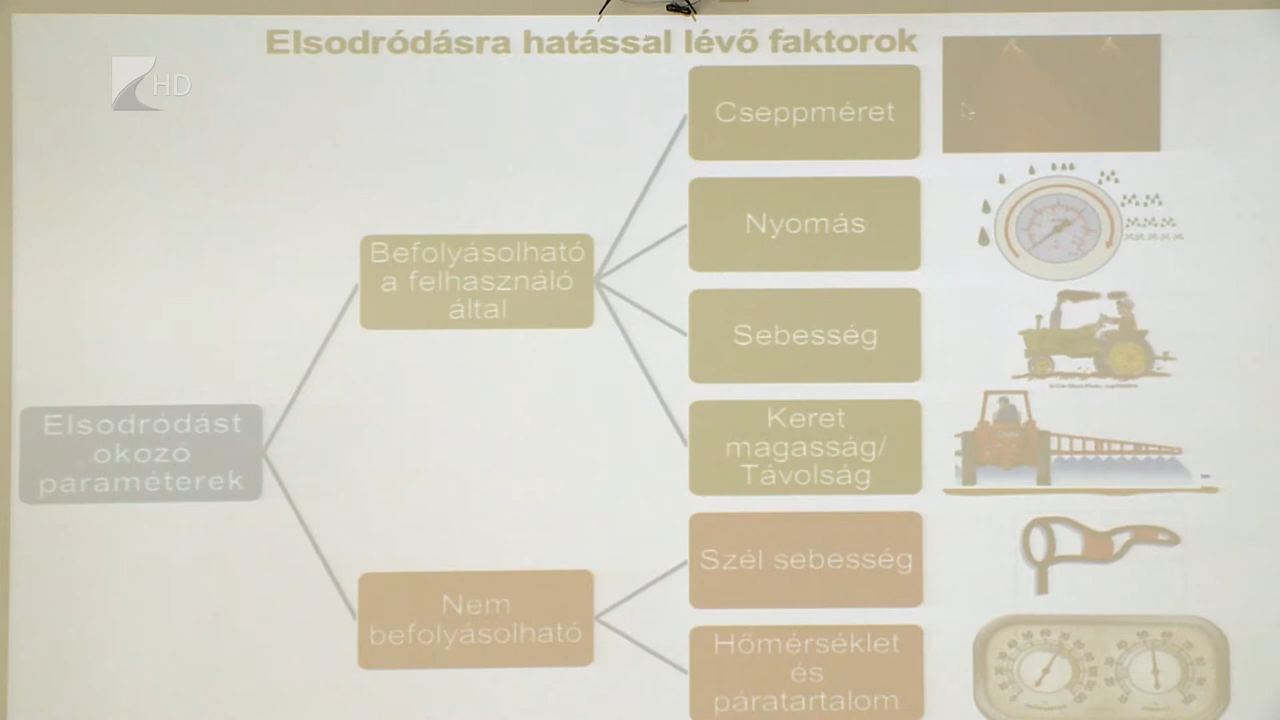 Elsodródásra hatással lévő faktorok
HD
Cseppméret
Nyomás
Befolyásolható
a felhasználó
által
Sebesség
Elsodródást
okozó
paraméterek
Keret
magasság/
Távolság
Szél sebesség
Nem
befolyásolható
Hőmérséklet
és
páratartalom